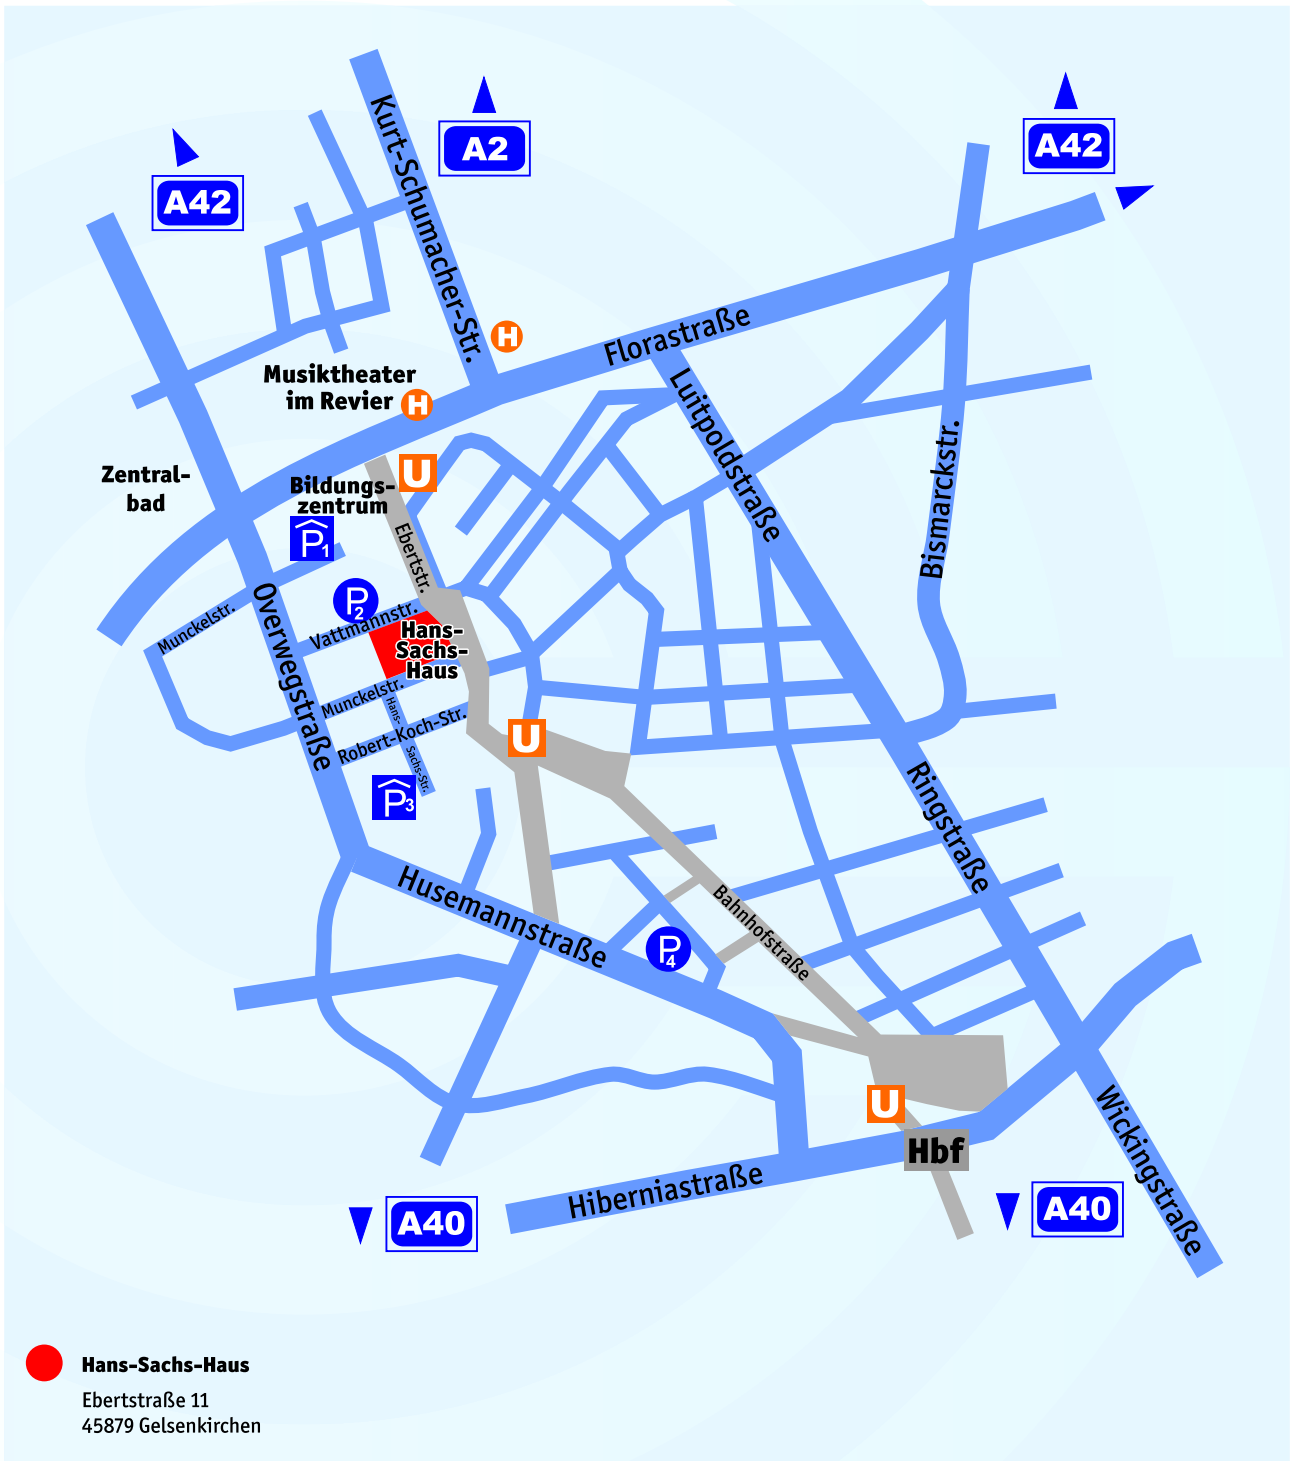 Kurt-Schumacher-Str.
A2
A42
A42
H
Florastraße
Musiktheater
im Revier
H
Luitpoldstraße
Bismarckstr.
Zentral-
bad
U
Bildungs-
zentrum
P1
Ebertstr.
Overwegstraße
P2
Munckelstr.
Vattmannstr.
Hans-
Sachs-
Haus
Munckelstr.
Hans-
Sachs-Str.
Robert-Koch-Str.
U
P3
Ringstraße
Husemannstraße
Bahnhofstraße
P4
U
Hbf
Wickingstraße
Hiberniastraße
A40
A40
Hans-Sachs-Haus
Ebertstraße 11
45879 Gelsenkirchen